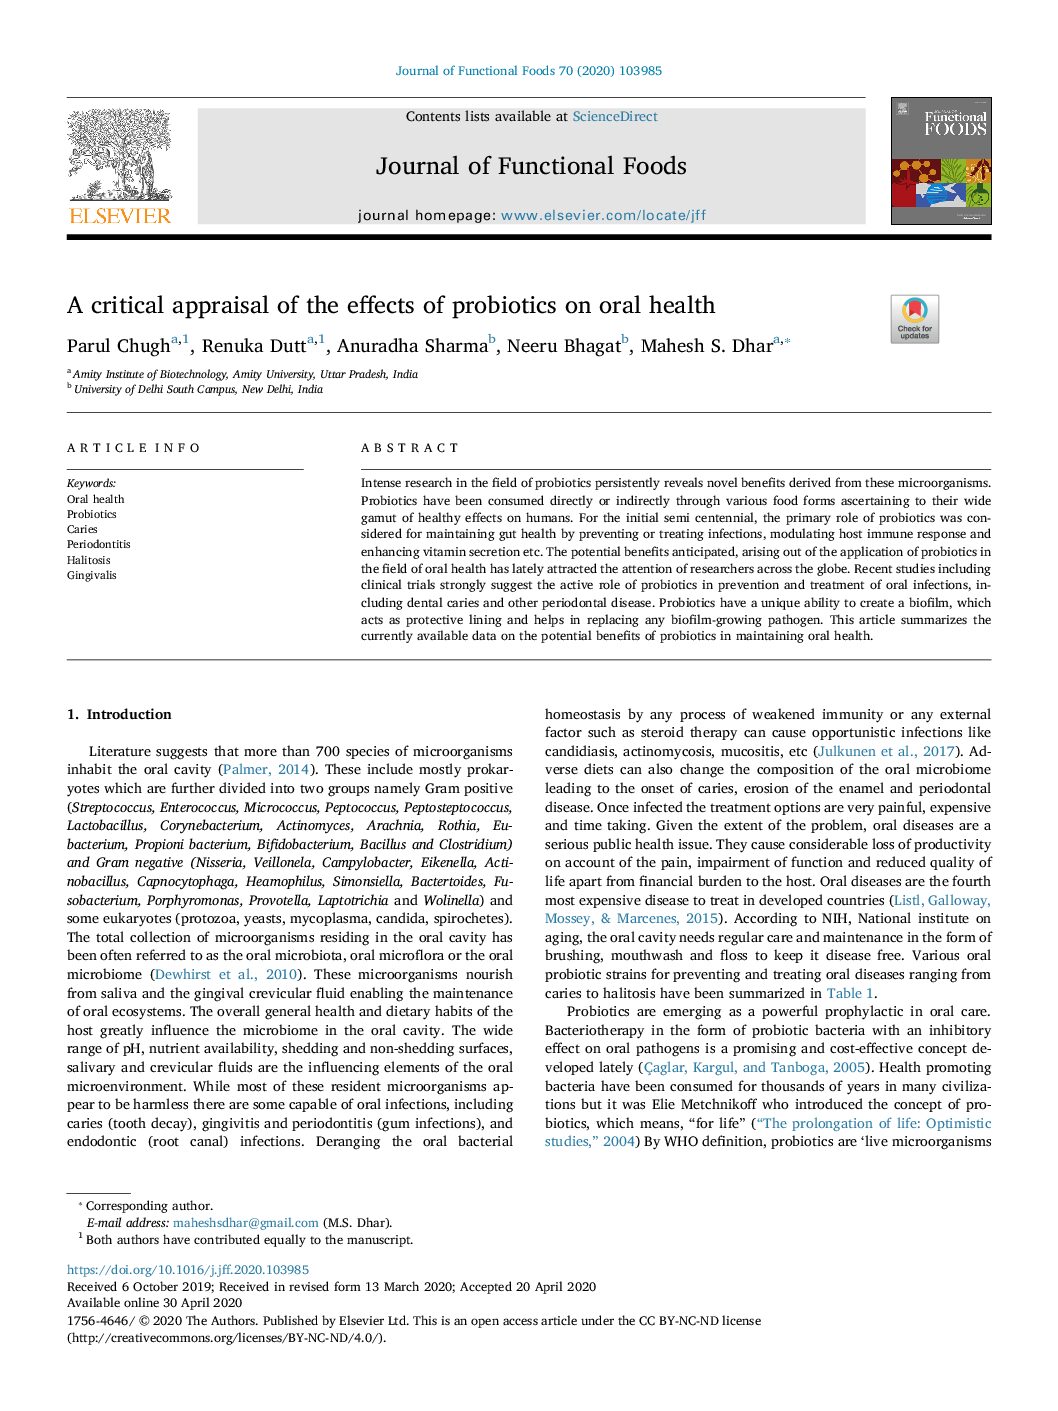 Journal of Functional Foods 70 (2020) 103985
Contents lists available at ScienceDirect
Journal of Functional Foods
journal homepage: www.elsevier.com/locate/jff
ELSEVIER
Functional
FOODS
A critical appraisal of the effects of probiotics on oral health
Check for
updates
Parul Chugh^a,1, Renuka Dutt^a,1, Anuradha Sharma^b, Neeru Bhagat^b, Mahesh S. Dhar^a,*
^a Amity Institute of Biotechnology, Amity University, Uttar Pradesh, India
^b University of Delhi South Campus, New Delhi, India
ARTICLE INFO
Keywords:
Oral health
Probiotics
Caries
Periodontitis
Halitosis
Gingivalis
ABSTRACT
Intense research in the field of probiotics persistently reveals novel benefits derived from these microorganisms.
Probiotics have been consumed directly or indirectly through various food forms ascertaining to their wide
gamut of healthy effects on humans. For the initial semi centennial, the primary role of probiotics was con-
sidered for maintaining gut health by preventing or treating infections, modulating host immune response and
enhancing vitamin secretion etc. The potential benefits anticipated, arising out of the application of probiotics in
the field of oral health has lately attracted the attention of researchers across the globe. Recent studies including
clinical trials strongly suggest the active role of probiotics in prevention and treatment of oral infections, in-
cluding dental caries and other periodontal disease. Probiotics have a unique ability to create a biofilm, which
acts as protective lining and helps in replacing any biofilm-growing pathogen. This article summarizes the
currently available data on the potential benefits of probiotics in maintaining oral health.
1. Introduction
Literature suggests that more than 700 species of microorganisms
inhabit the oral cavity (Palmer, 2014). These include mostly prokar-
yotes which are further divided into two groups namely Gram positive
(Streptococcus, Enterococcus, Micrococcus, Peptococcus, Peptosteptococcus,
Lactobacillus, Corynebacterium, Actinomyces, Arachnia, Rothia, Eu-
bacterium, Propioni bacterium, Bifidobacterium, Bacillus and Clostridium)
and Gram negative (Nisseria, Veillonela, Campylobacter, Eikenella, Acti-
nobacillus, Capnocytophaga, Heamophilus, Simonsiella, Bactertoides, Fu-
sobacterium, Porphyromonas, Provotella, Laptotrichia and Wolinella) and
some eukaryotes (protozoa, yeasts, mycoplasma, candida, spirochetes).
The total collection of microorganisms residing in the oral cavity has
been often referred to as the oral microbiota, oral microflora or the oral
microbiome (Dewhirst et al., 2010). These microorganisms nourish
from saliva and the gingival crevicular fluid enabling the maintenance
of oral ecosystems. The overall general health and dietary habits of the
host greatly influence the microbiome in the oral cavity. The wide
range of pH, nutrient availability, shedding and non-shedding surfaces,
salivary and crevicular fluids are the influencing elements of the oral
microenvironment. While most of these resident microorganisms ap-
pear to be harmless there are some capable of oral infections, including
caries (tooth decay), gingivitis and periodontitis (gum infections), and
endodontic (root canal) infections. Deranging the oral bacterial
homeostasis by any process of weakened immunity or any external
factor such as steroid therapy can cause opportunistic infections like
candidiasis, actinomycosis, mucositis, etc (Julkunen et al., 2017). Ad-
verse diets can also change the composition of the oral microbiome
leading to the onset of caries, erosion of the enamel and periodontal
disease. Once infected the treatment options are very painful, expensive
and time taking. Given the extent of the problem, oral diseases are a
serious public health issue. They cause considerable loss of productivity
on account of the pain, impairment of function and reduced quality of
life apart from financial burden to the host. Oral diseases are the fourth
most expensive disease to treat in developed countries (Listl, Galloway,
Mossey, & Marcenes, 2015). According to NIH, National institute on
aging, the oral cavity needs regular care and maintenance in the form of
brushing, mouthwash and floss to keep it disease free. Various oral
probiotic strains for preventing and treating oral diseases ranging from
caries to halitosis have been summarized in Table 1.
Probiotics are emerging as a powerful prophylactic in oral care.
Bacteriotherapy in the form of probiotic bacteria with an inhibitory
effect on oral pathogens is a promising and cost-effective concept de-
veloped lately (Çaglar, Kargul, and Tanboga, 2005). Health promoting
bacteria have been consumed for thousands of years in many civiliza-
tions but it was Elie Metchnikoff who introduced the concept of pro-
biotics, which means, “for life” (“The prolongation of life: Optimistic
studies,” 2004) By WHO definition, probiotics are ‘live microorganisms
* Corresponding author.
E-mail address: maheshsdhar@gmail.com (M.S. Dhar).
^1 Both authors have contributed equally to the manuscript.
https://doi.org/10.1016/j.jff.2020.103985
Received 6 October 2019; Received in revised form 13 March 2020; Accepted 20 April 2020
Available online 30 April 2020
1756-4646/ © 2020 The Authors. Published by Elsevier Ltd. This is an open access article under the CC BY-NC-ND license
(http://creativecommons.org/licenses/BY-NC-ND/4.0/).